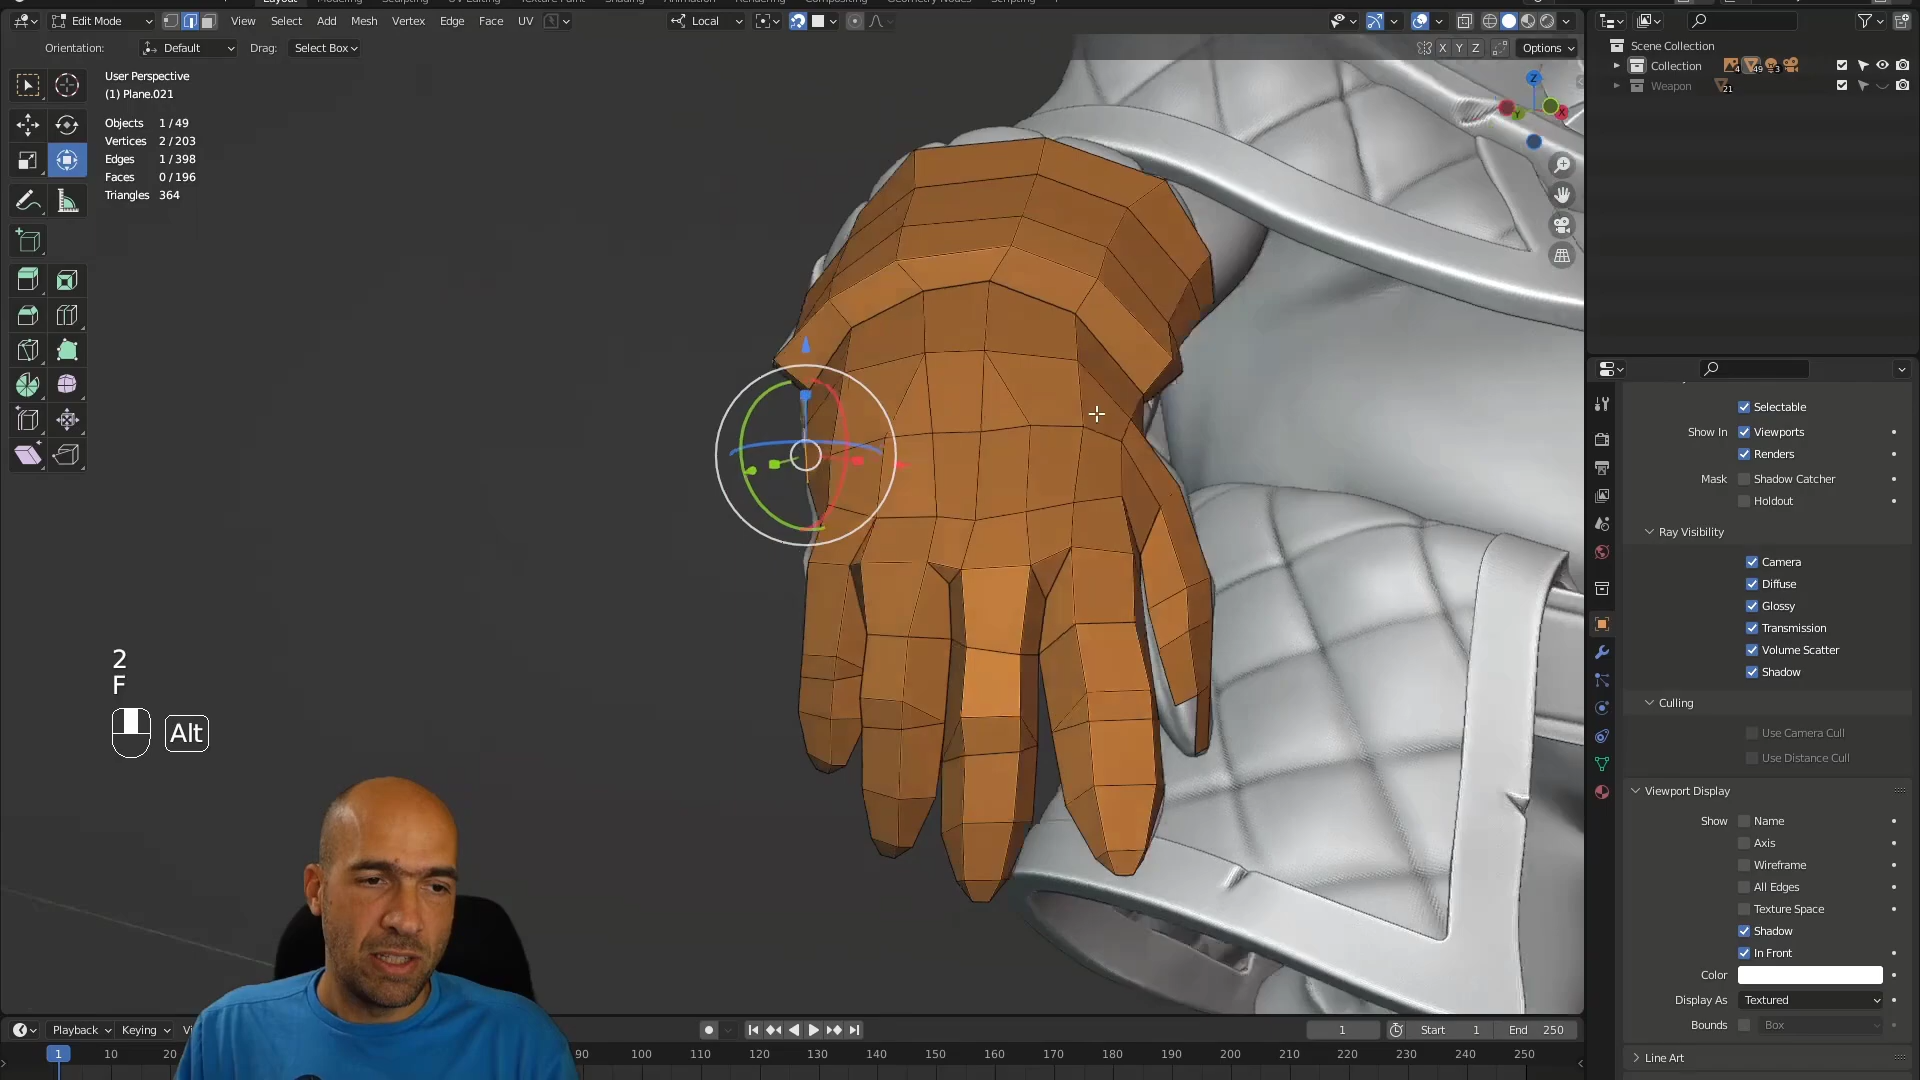 Layout
Edit Mode View Select Add Mesh Vertex Edge Face UV Local
Orientation: Default Drag: Select Box X Y Z Options
User Perspective
(1) Plane.021
Objects 1 / 49
Vertices 2 / 203
Edges 1 / 398
Faces 0 / 196
Triangles 364
Z
X
Y
2
F
Alt
Scene Collection
Collection 4 49 3
Weapon 21
Selectable
Show In Viewports
Renders
Mask Shadow Catcher
Holdout
Ray Visibility
Camera
Diffuse
Glossy
Transmission
Volume Scatter
Shadow
Culling
Use Camera Cull
Use Distance Cull
Viewport Display
Show Name
Axis
Wireframe
All Edges
Texture Space
Shadow
In Front
Color
Display As Textured
Bounds Box
Line Art
Playback Keying 1 Start 1 End 250
1 10 20 90 100 110 120 130 140 150 160 170 180 190 200 210 220 230 240 250